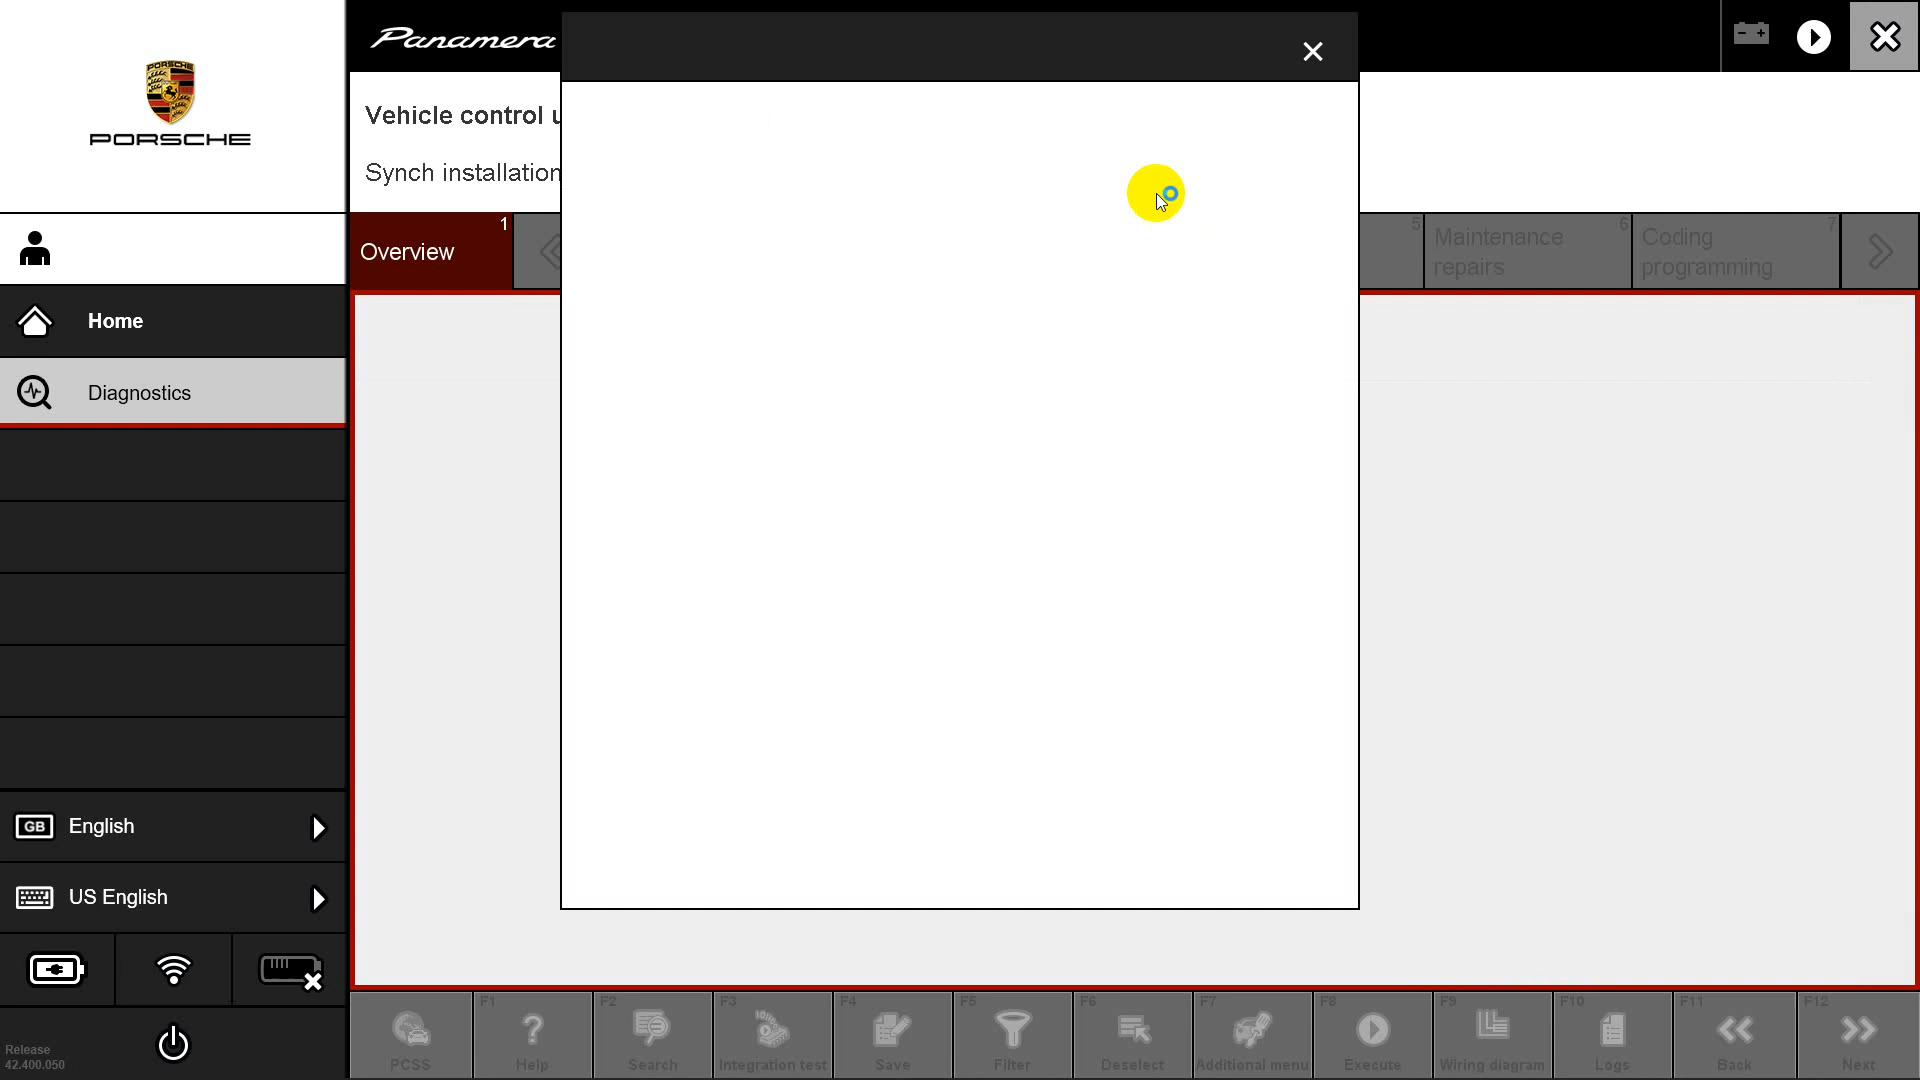 PORSCHE
PORSCHE
Panamera
Vehicle control u
Synch installation
Overview
1
5
Maintenance
repairs
6
Coding
programming
7
Home
Diagnostics
GB
English
US English
Release
42.400.050
PCSS
F1
Help
F2
Search
F3
Integration test
F4
Save
F5
Filter
F6
Deselect
F7
Additional menu
F8
Execute
F9
Wiring diagram
F10
Logs
F11
Back
F12
Next